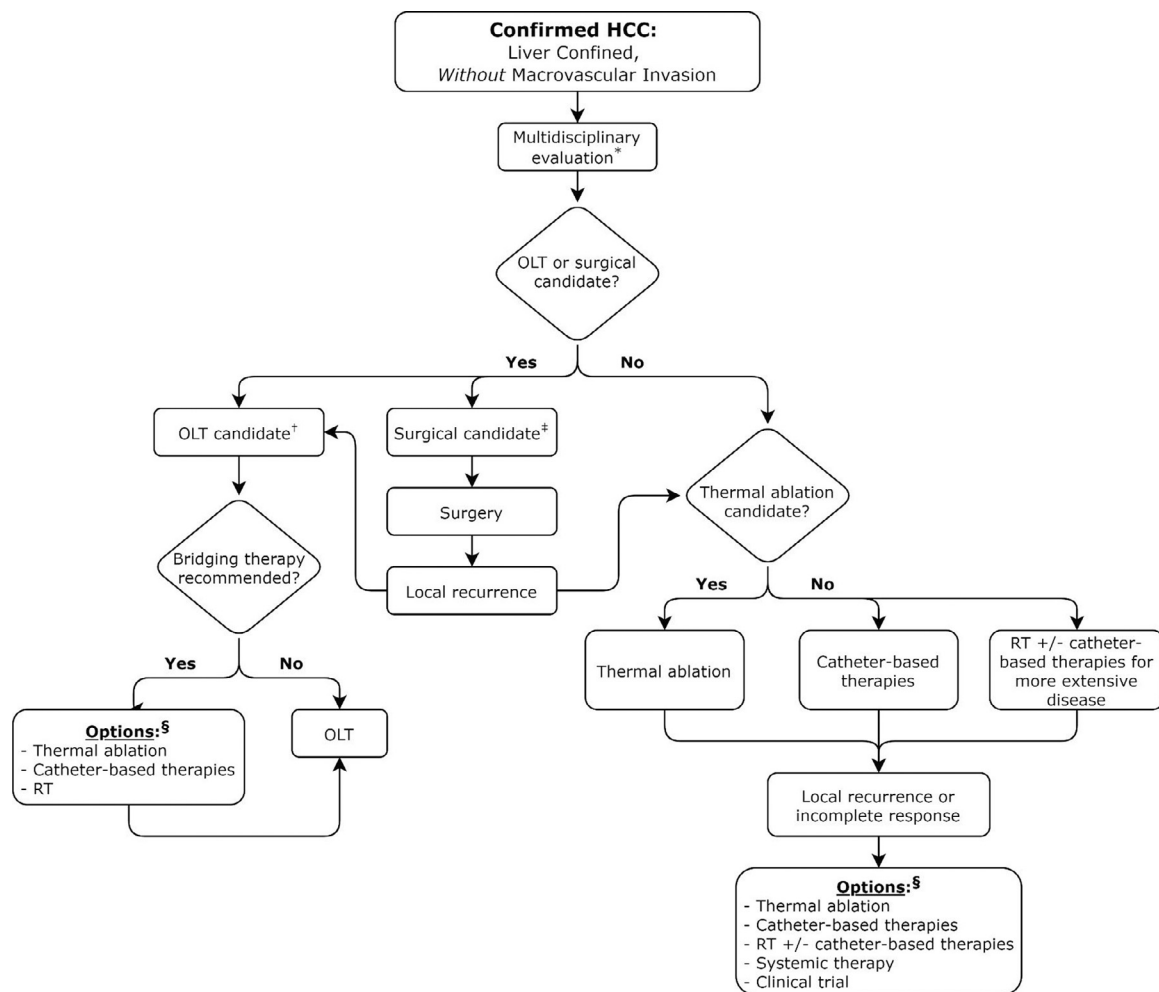 Confirmed HCC:
Liver Confined,
Without Macrovascular Invasion
Multidisciplinary
evaluation*
OLT or surgical
candidate?
Yes
No
OLT candidate†
Surgical candidate‡
Surgery
Local recurrence
Thermal ablation
candidate?
Bridging therapy
recommended?
Yes
No
Options:§
- Thermal ablation
- Catheter-based therapies
- RT
OLT
Yes
No
Thermal ablation
Catheter-based
therapies
RT +/- catheter-
based therapies for
more extensive
disease
Local recurrence or
incomplete response
Options:§
- Thermal ablation
- Catheter-based therapies
- RT +/- catheter-based therapies
- Systemic therapy
- Clinical trial